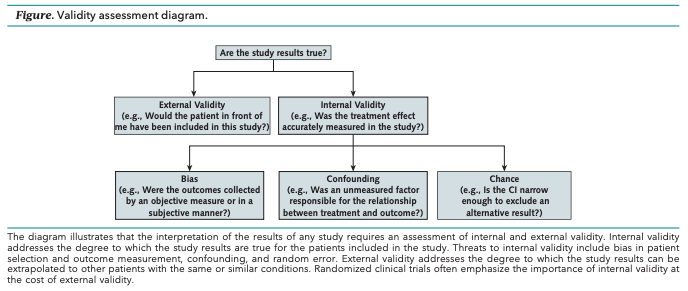 Figure. Validity assessment diagram.
Are the study results true?
External Validity
(e.g., Would the patient in front of
me have been included in this study?)
Internal Validity
(e.g., Was the treatment effect
accurately measured in the study?)
Bias
(e.g., Were the outcomes collected
by an objective measure or in a
subjective manner?)
Confounding
(e.g., Was an unmeasured factor
responsible for the relationship
between treatment and outcome?)
Chance
(e.g., Is the CI narrow
enough to exclude an
alternative result?)
The diagram illustrates that the interpretation of the results of any study requires an assessment of internal and external validity. Internal validity
addresses the degree to which the study results are true for the patients included in the study. Threats to internal validity include bias in patient
selection and outcome measurement, confounding, and random error. External validity addresses the degree to which the study results can be
extrapolated to other patients with the same or similar conditions. Randomized clinical trials often emphasize the importance of internal validity at
the cost of external validity.